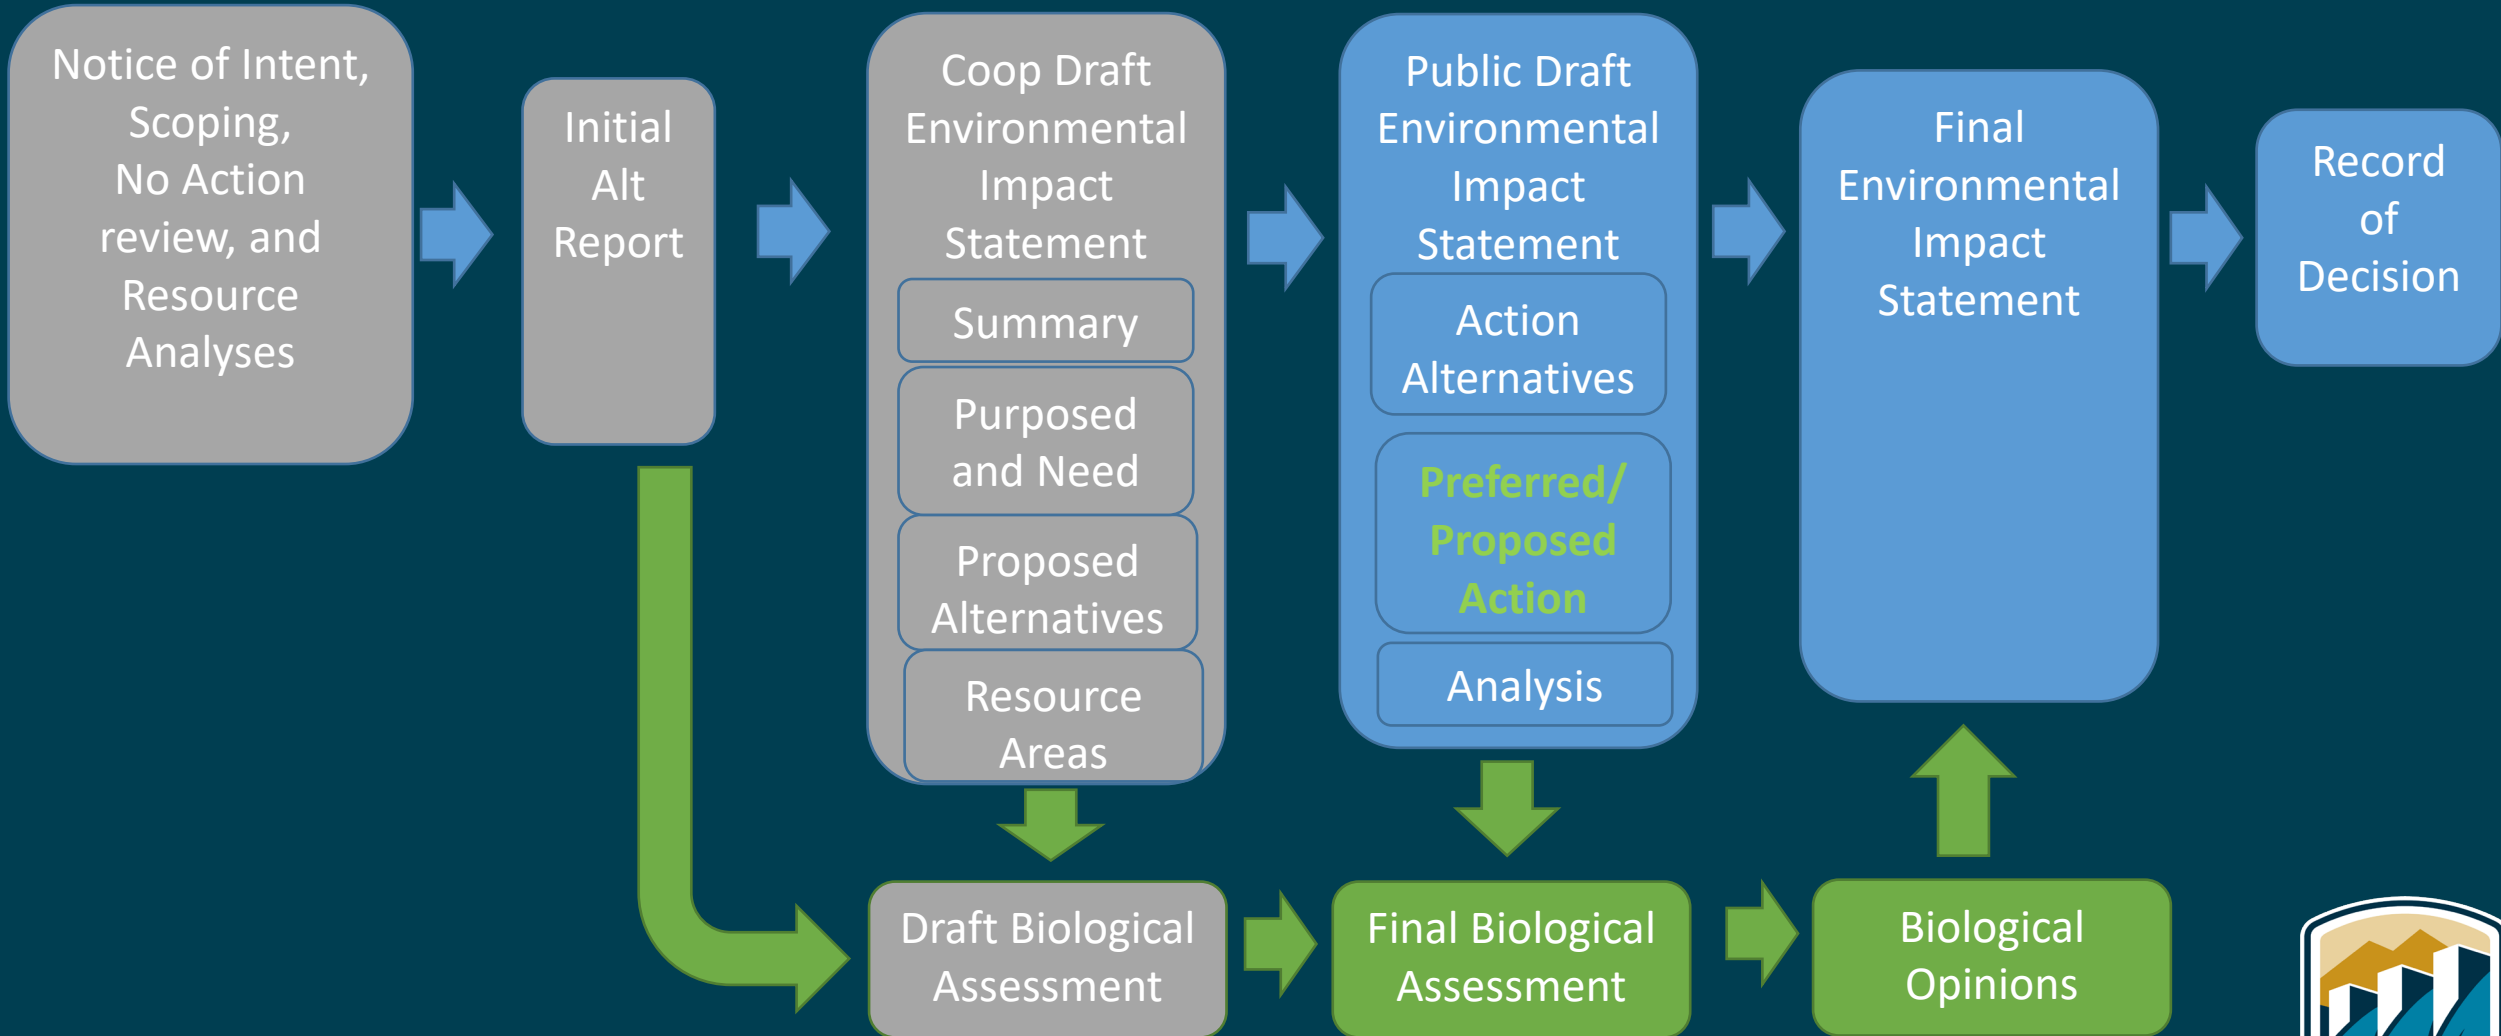 Notice of Intent,
Scoping,
No Action
review, and
Resource
Analyses
Initial
Alt
Report
Coop Draft
Environmental
Impact
Statement
Summary
Purposed
and Need
Proposed
Alternatives
Resource
Areas
Public Draft
Environmental
Impact
Statement
Action
Alternatives
Preferred/
Proposed
Action
Analysis
Final
Environmental
Impact
Statement
Record
of
Decision
Draft Biological
Assessment
Final Biological
Assessment
Biological
Opinions